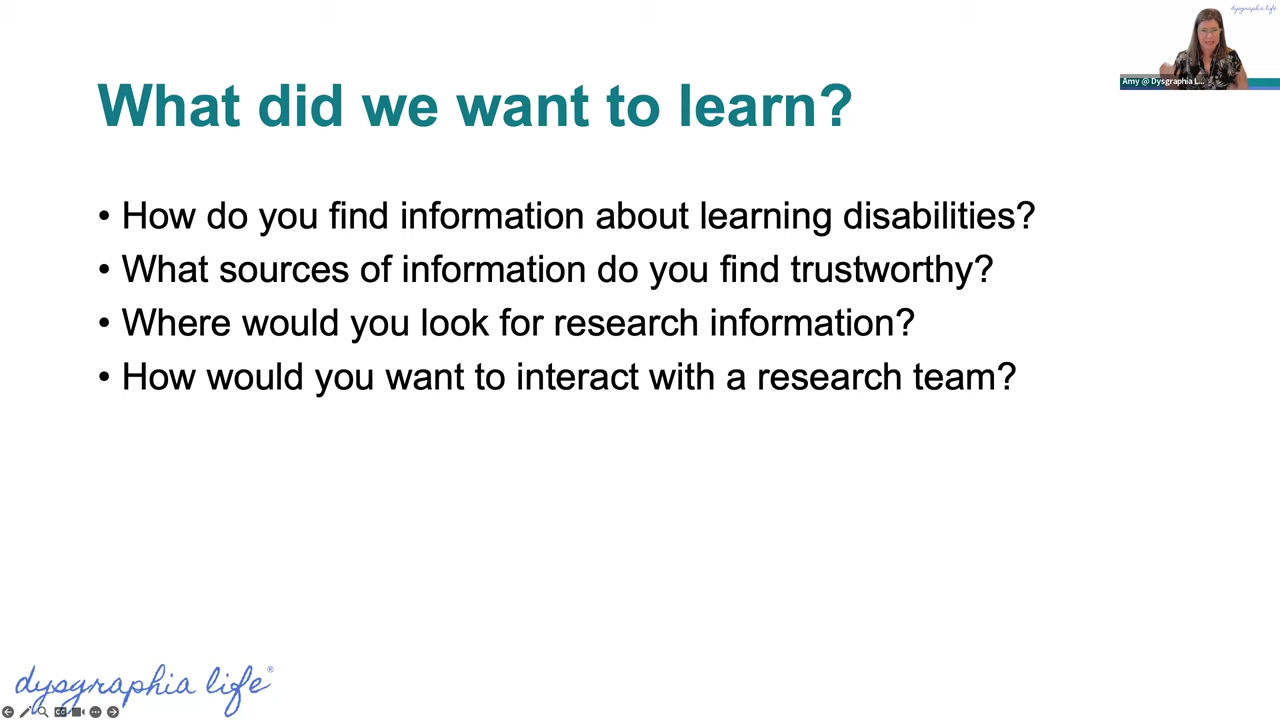 dysgraphia life
Amy @ Dysgraphia L...
What did we want to learn?
• How do you find information about learning disabilities?
• What sources of information do you find trustworthy?
• Where would you look for research information?
• How would you want to interact with a research team?
dysgraphia life®